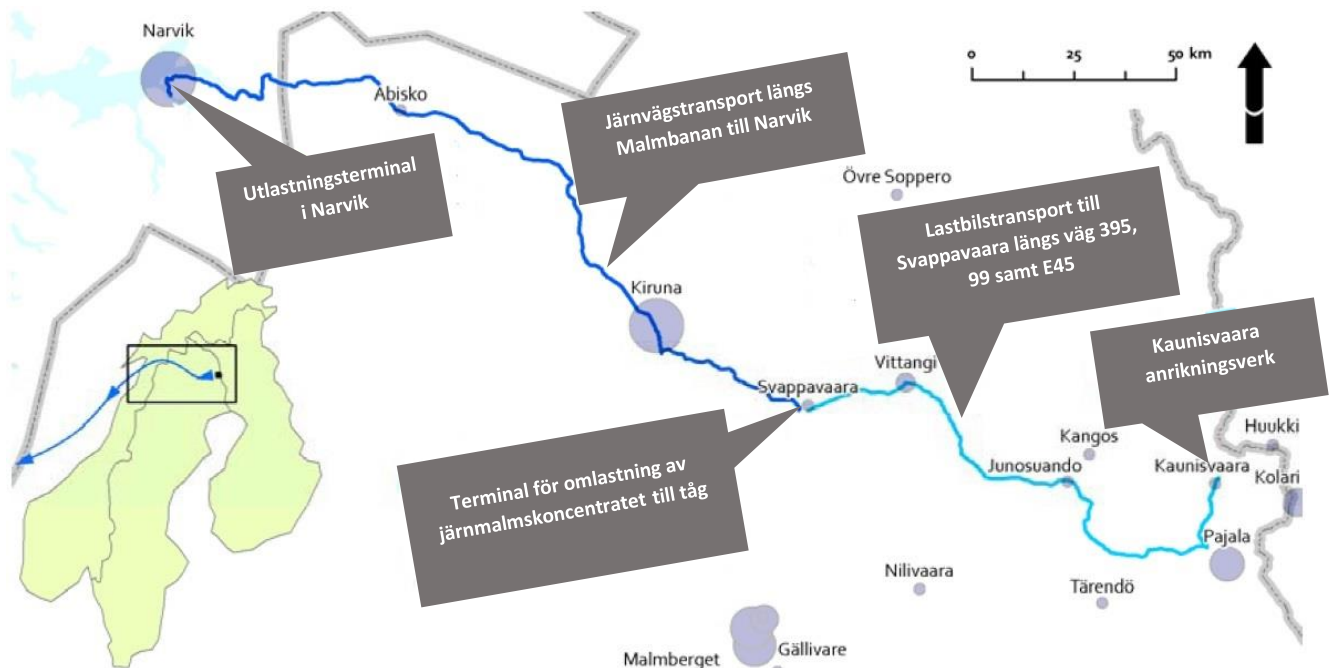 Narvik
0 25 50 km
Abisko
Järnvägstransport längs
Malmbanan till Narvik
Utlastningsterminal
i Narvik
Övre Soppero
Lastbilstransport till
Svappavaara längs väg 395,
99 samt E45
Kiruna
Kaunisvaara
anrikningsverk
Vittangi
Svappavaara
Kangos
Huukki
Junosuando
Kaunisvaara
Kolari
Terminal för omlastning av
järnmalmskoncentratet till tåg
Pajala
Nilivaara
Tärendö
Malmberget
Gällivare